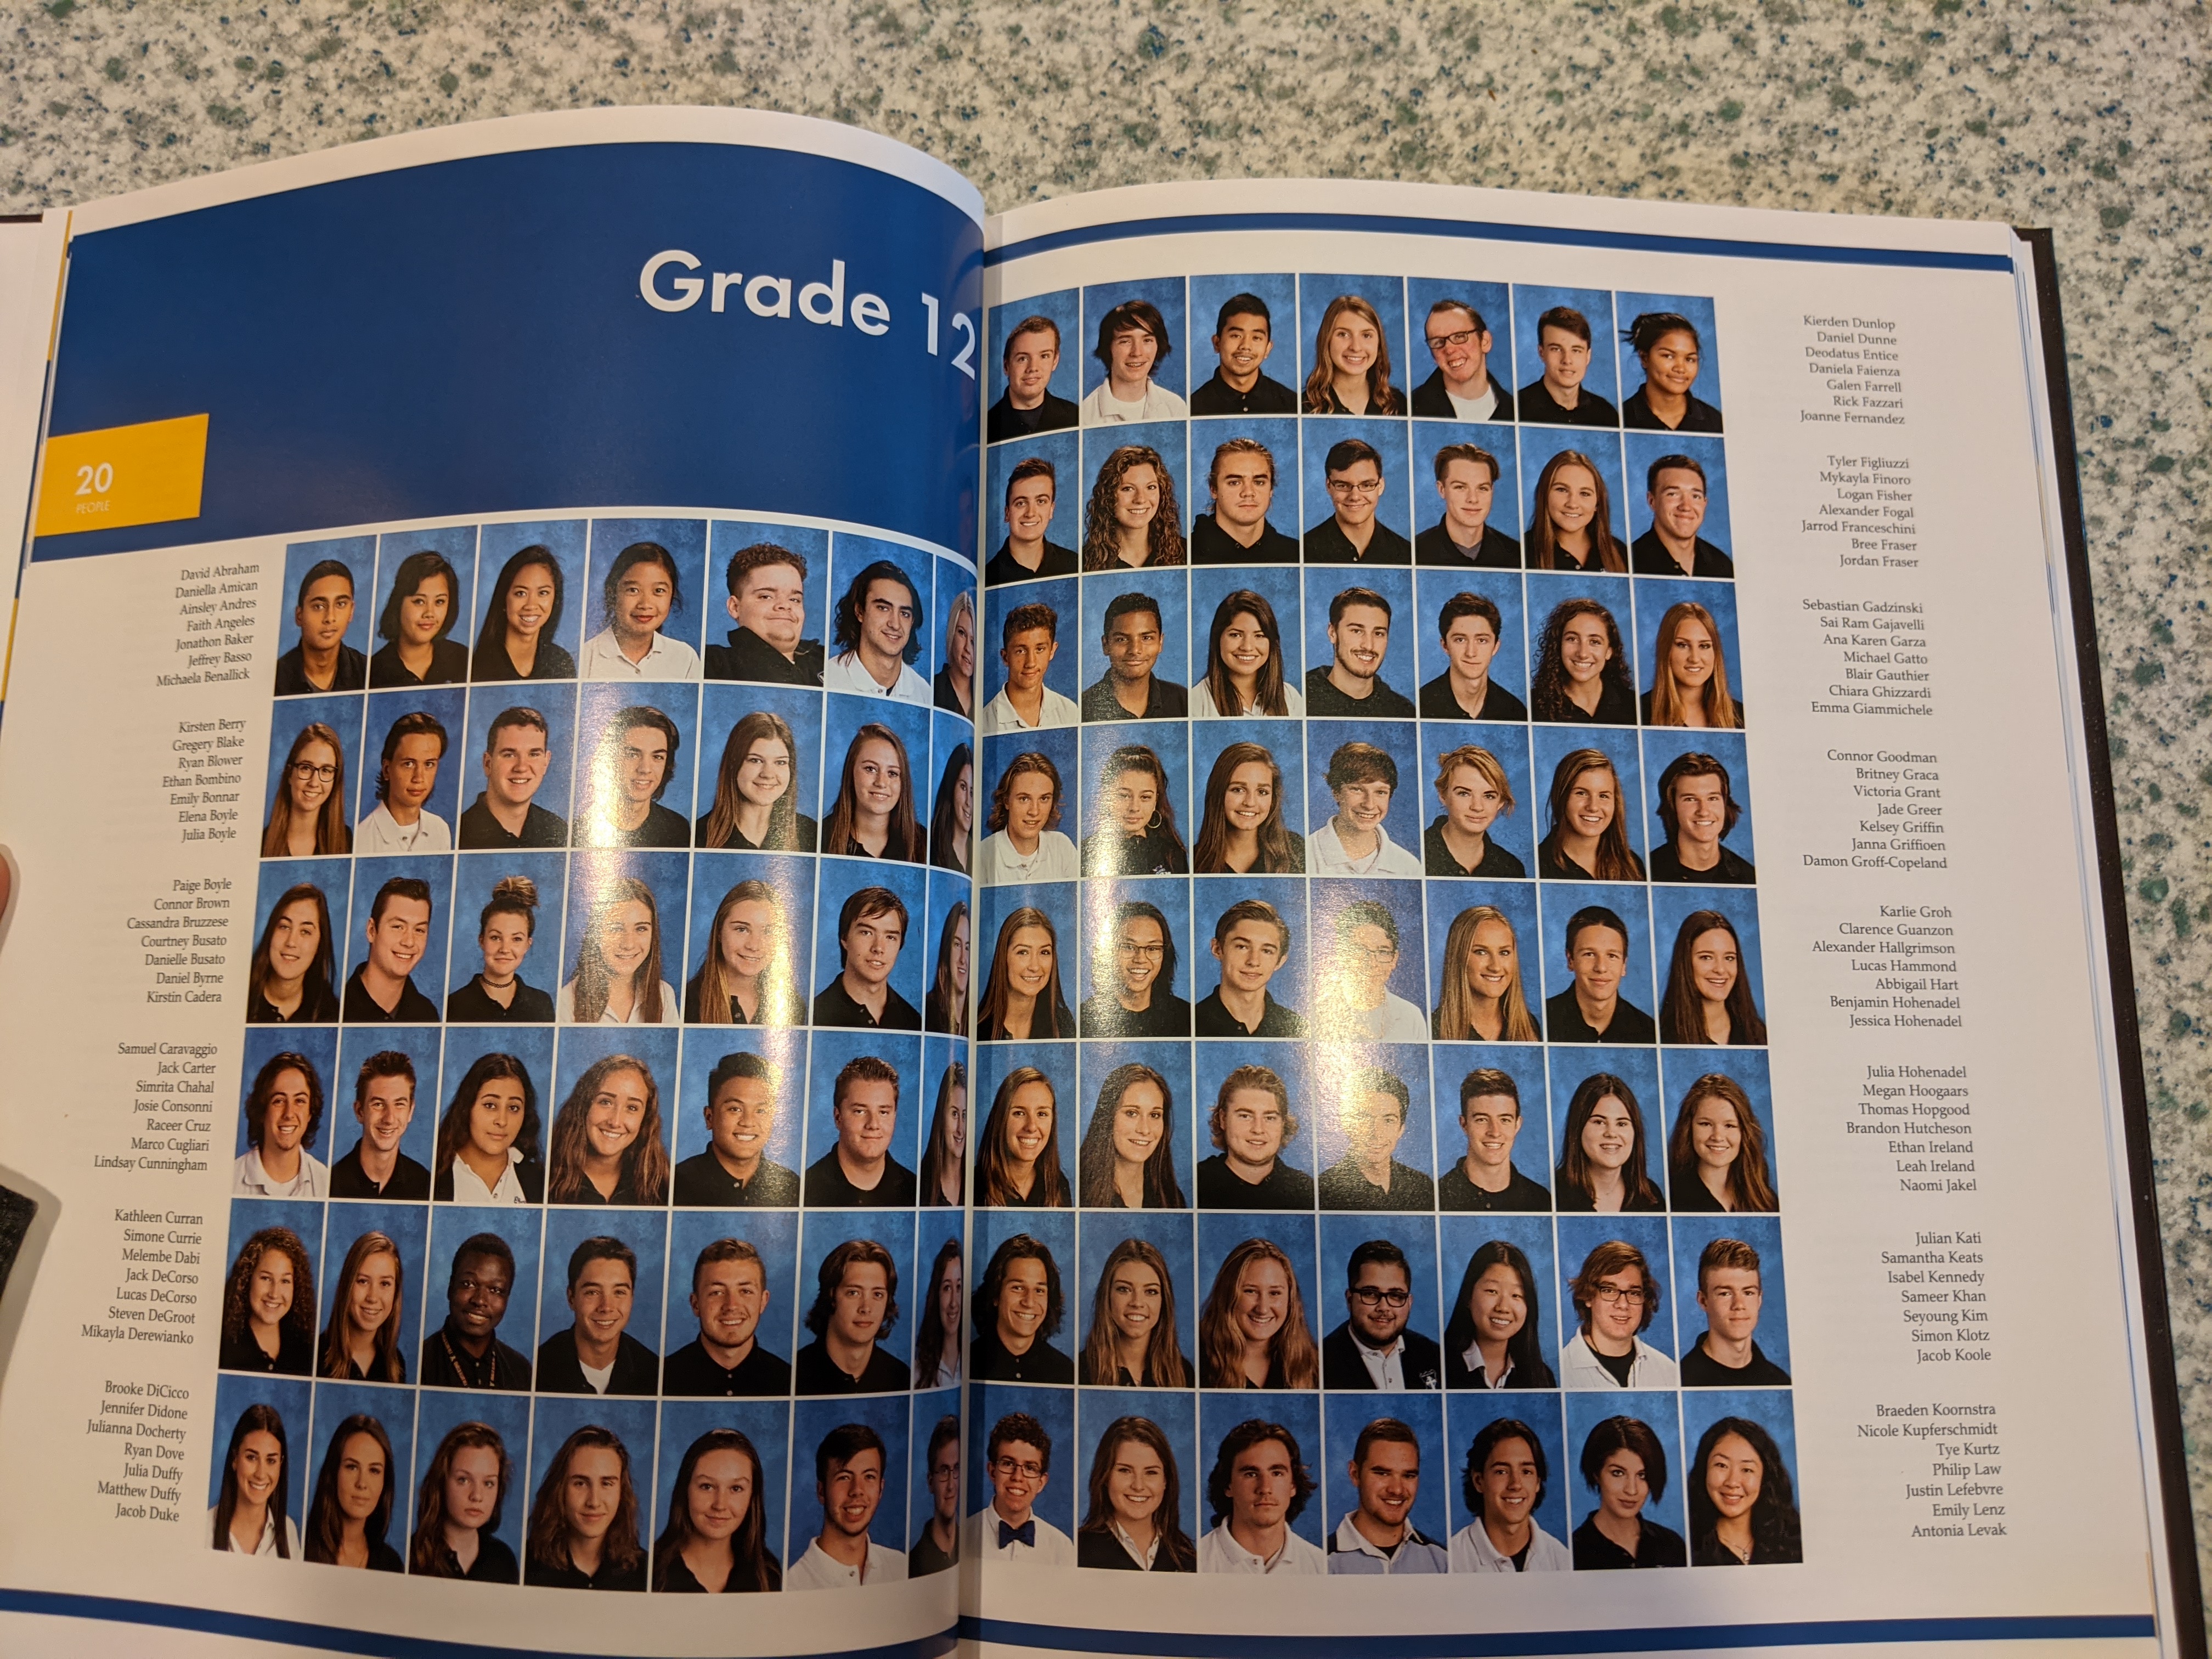 Grade 12
20
PEOPLE
David Abraham
Daniella Amican
Ainsley Andres
Faith Angeles
Jonathon Baker
Jeffrey Basso
Michaela Benallick
Kirsten Berry
Gregery Blake
Ryan Blower
Ethan Bombino
Emily Bonnar
Elena Boyle
Julia Boyle
Paige Boyle
Connor Brown
Cassandra Bruzzese
Courtney Busato
Danielle Busato
Daniel Byrne
Kirstin Cadera
Samuel Caravaggio
Jack Carter
Simrita Chahal
Josie Consonni
Raceer Cruz
Marco Cugliari
Lindsay Cunningham
Kathleen Curran
Simone Currie
Melembe Dabi
Jack DeCorso
Lucas DeCorso
Steven DeGroot
Mikayla Derewianko
Brooke DiCicco
Jennifer Didone
Julianna Docherty
Ryan Dove
Julia Duffy
Matthew Duffy
Jacob Duke
Kierden Dunlop
Daniel Dunne
Deodatus Entice
Daniela Faienza
Galen Farrell
Rick Fazzari
Joanne Fernandez
Tyler Figliuzzi
Mykayla Finoro
Logan Fisher
Alexander Fogal
Jarrod Franceschini
Bree Fraser
Jordan Fraser
Sebastian Gadzinski
Sai Ram Gajavelli
Ana Karen Garza
Michael Gatto
Blair Gauthier
Chiara Ghizzardi
Emma Giammichele
Connor Goodman
Britney Graca
Victoria Grant
Jade Greer
Kelsey Griffin
Janna Griffioen
Damon Groff-Copeland
Karlie Groh
Clarence Guanzon
Alexander Hallgrimson
Lucas Hammond
Abbigail Hart
Benjamin Hohenadel
Jessica Hohenadel
Julia Hohenadel
Megan Hoogaars
Thomas Hopgood
Brandon Hutcheson
Ethan Ireland
Leah Ireland
Naomi Jakel
Julian Kati
Samantha Keats
Isabel Kennedy
Sameer Khan
Seyoung Kim
Simon Klotz
Jacob Koole
Braeden Koornstra
Nicole Kupferschmidt
Tye Kurtz
Philip Law
Justin Lefebvre
Emily Lenz
Antonia Levak